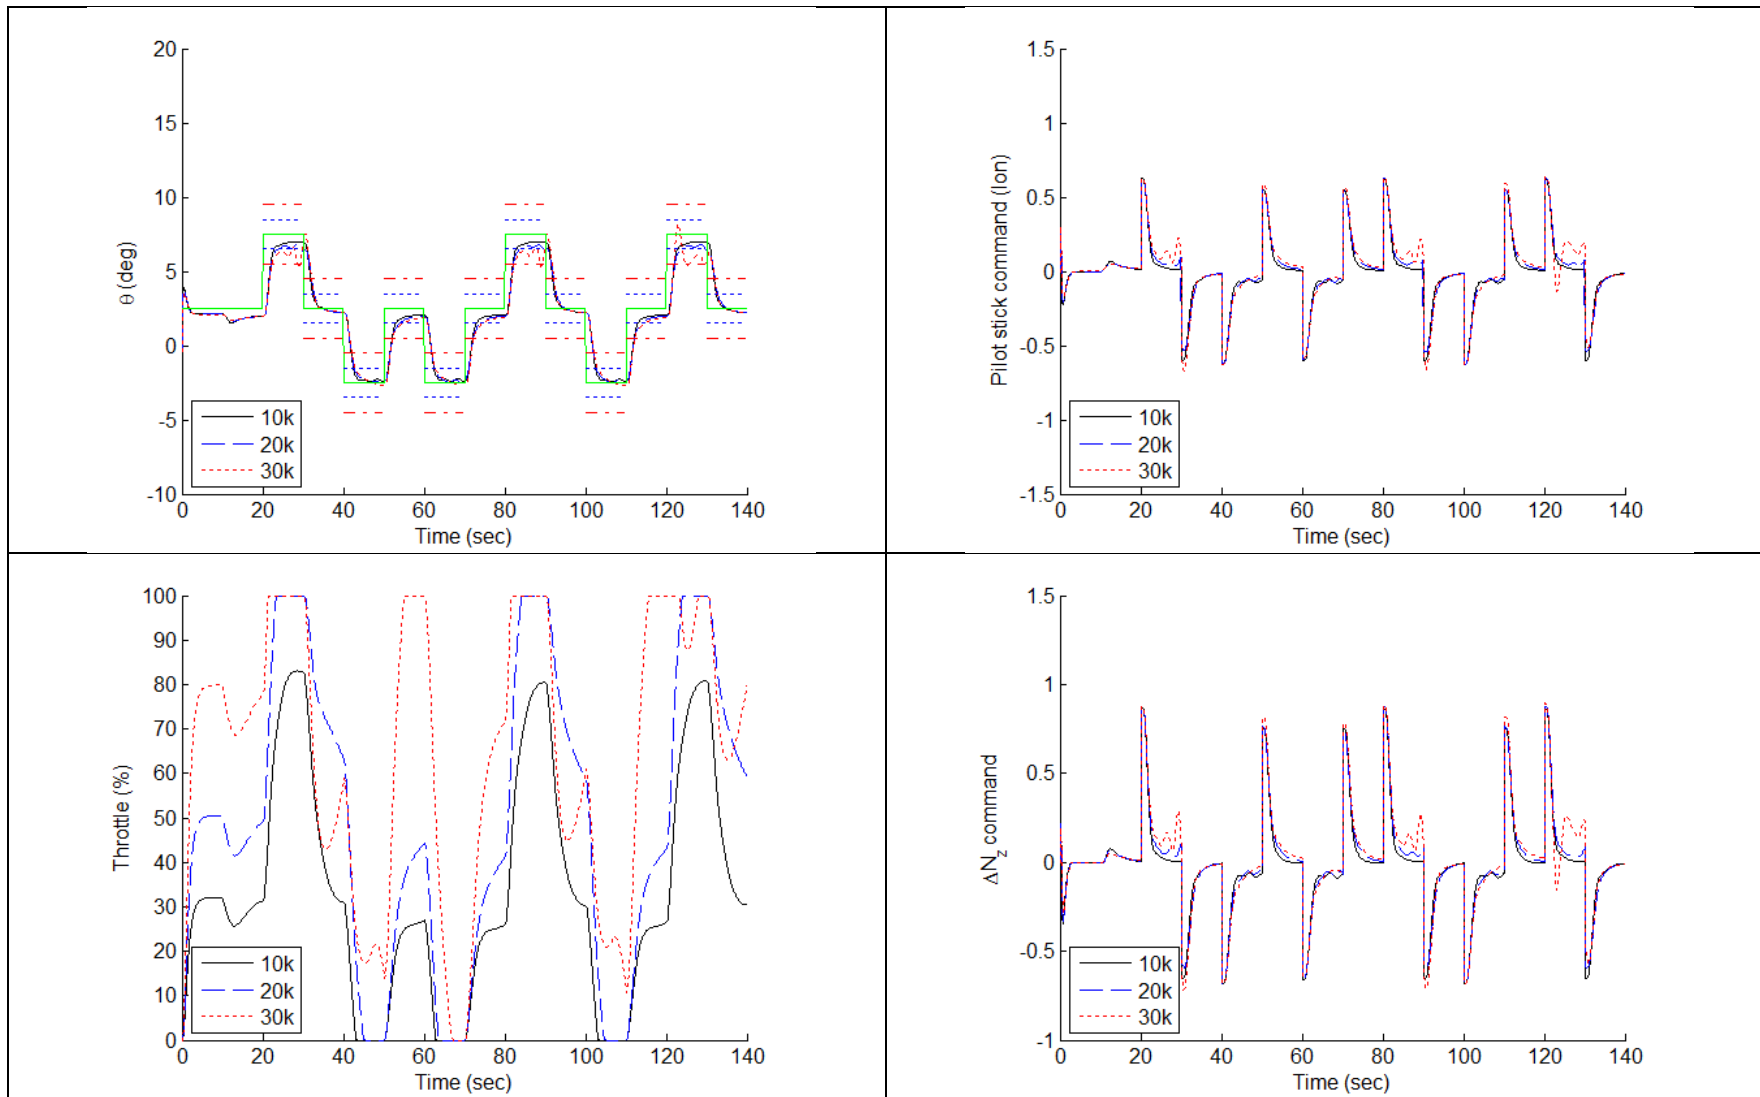 20
15
10
5
0
-5
-10
θ (deg)
10k
20k
30k
0 20 40 60 80 100 120 140
Time (sec)
1.5
1
0.5
0
-0.5
-1
-1.5
Pilot stick command (lon)
10k
20k
30k
0 20 40 60 80 100 120 140
Time (sec)
100
90
80
70
60
50
40
30
20
10
0
Throttle (%)
10k
20k
30k
0 20 40 60 80 100 120 140
Time (sec)
1.5
1
0.5
0
-0.5
-1
ΔNz command
10k
20k
30k
0 20 40 60 80 100 120 140
Time (sec)